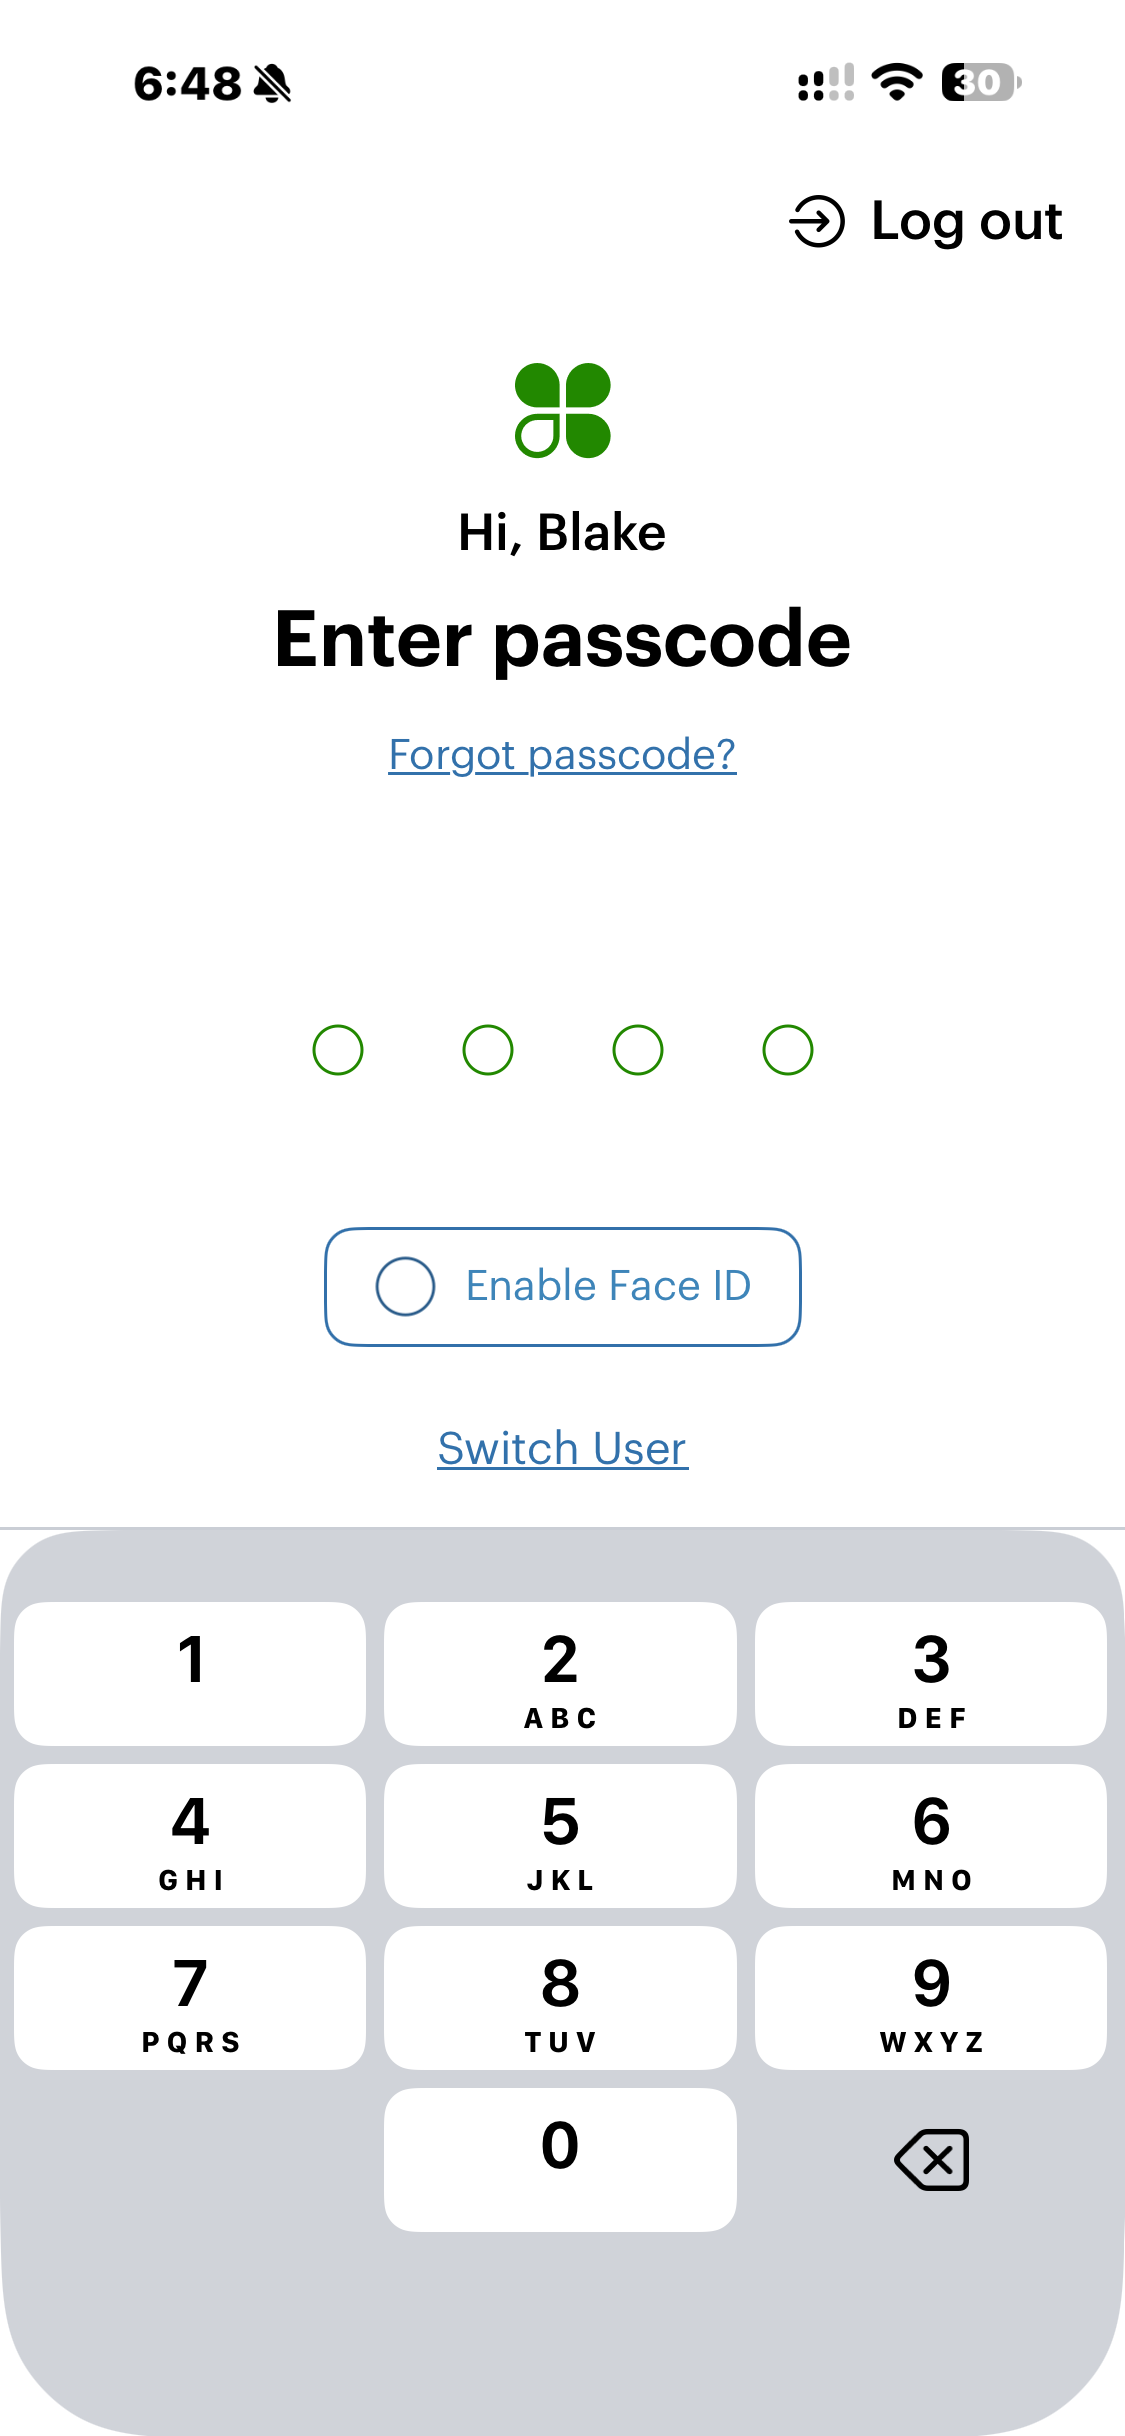 6:48
30
Log out
Hi, Blake
Enter passcode
Forgot passcode?
Enable Face ID
Switch User
1
2
ABC
3
DEF
4
GHI
5
JKL
6
MNO
7
PQRS
8
TUV
9
WXYZ
0